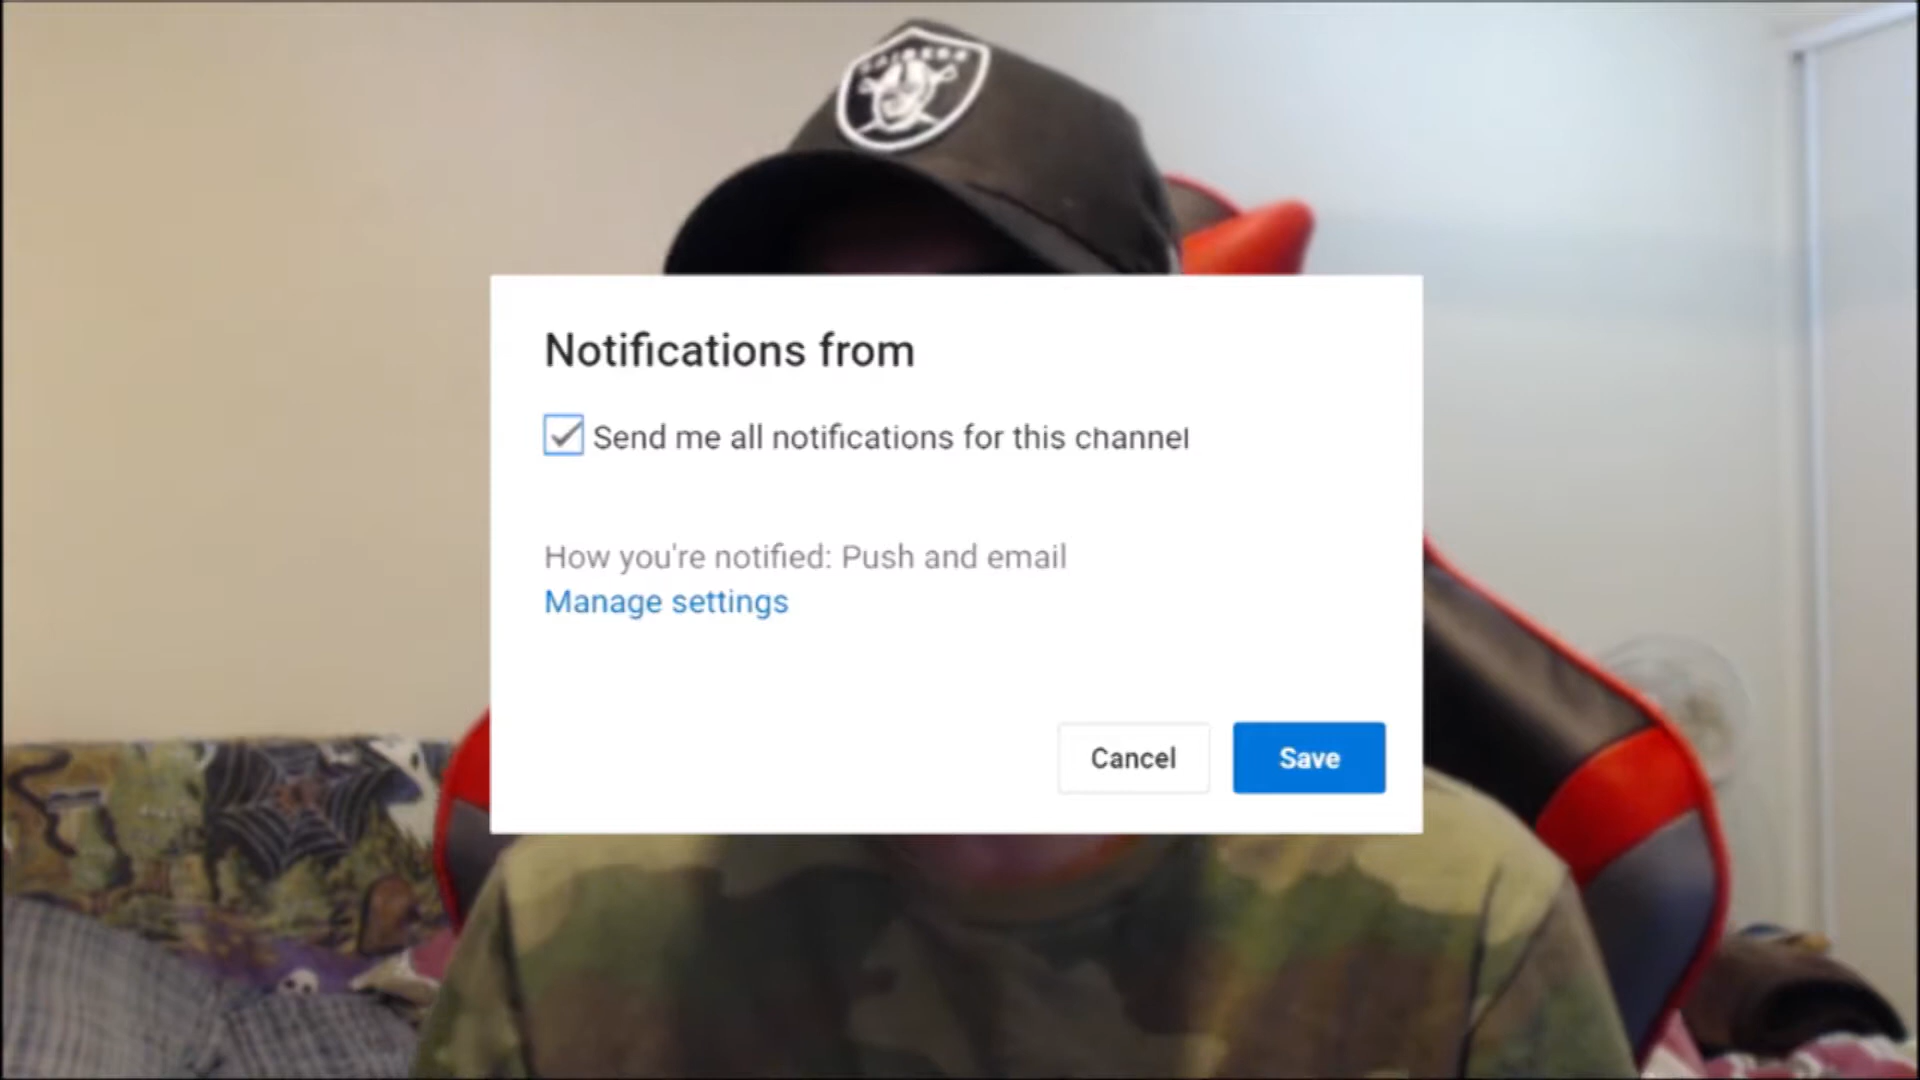 RAIDERS
Notifications from
Send me all notifications for this channel
How you're notified: Push and email
Manage settings
Cancel
Save